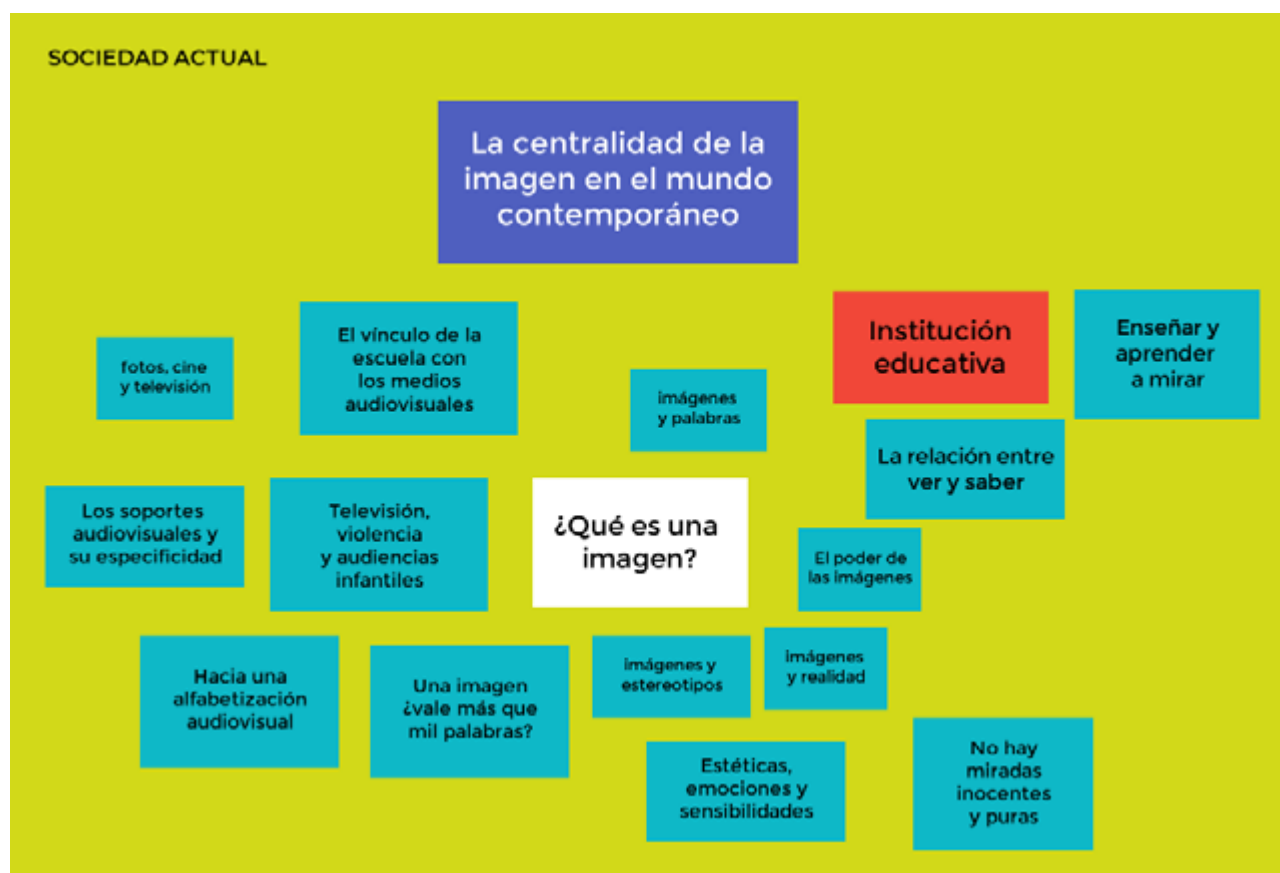 SOCIEDAD ACTUAL
La centralidad de la
imagen en el mundo
contemporáneo
fotos, cine
y televisión
El vínculo de la
escuela con
los medios
audiovisuales
imágenes
y palabras
Institución
educativa
Enseñar y
aprender
a mirar
La relación entre
ver y saber
Los soportes
audiovisuales y
su especificidad
Televisión,
violencia
y audiencias
infantiles
¿Qué es una
imagen?
El poder de
las imágenes
Hacia una
alfabetización
audiovisual
Una imagen
¿vale más que
mil palabras?
imágenes y
estereotipos
imágenes
y realidad
Estéticas,
emociones y
sensibilidades
No hay
miradas
inocentes
y puras